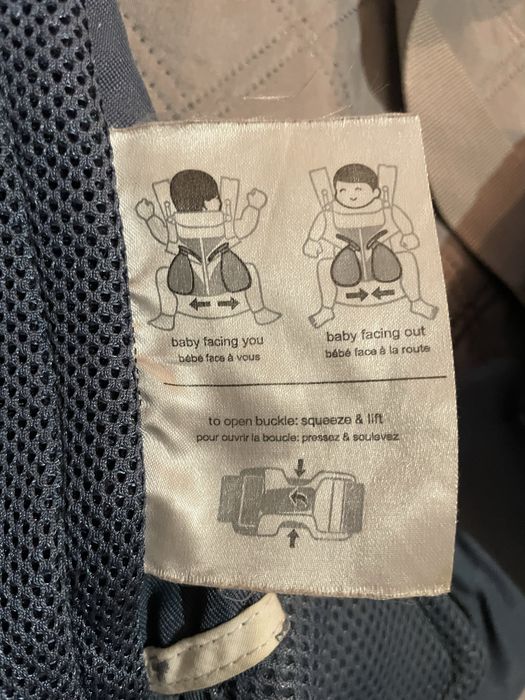 baby facing you
bébé face à vous
baby facing out
bébé face à la route
to open buckle: squeeze & lift
pour ouvrir la boucle: pressez & soulevez